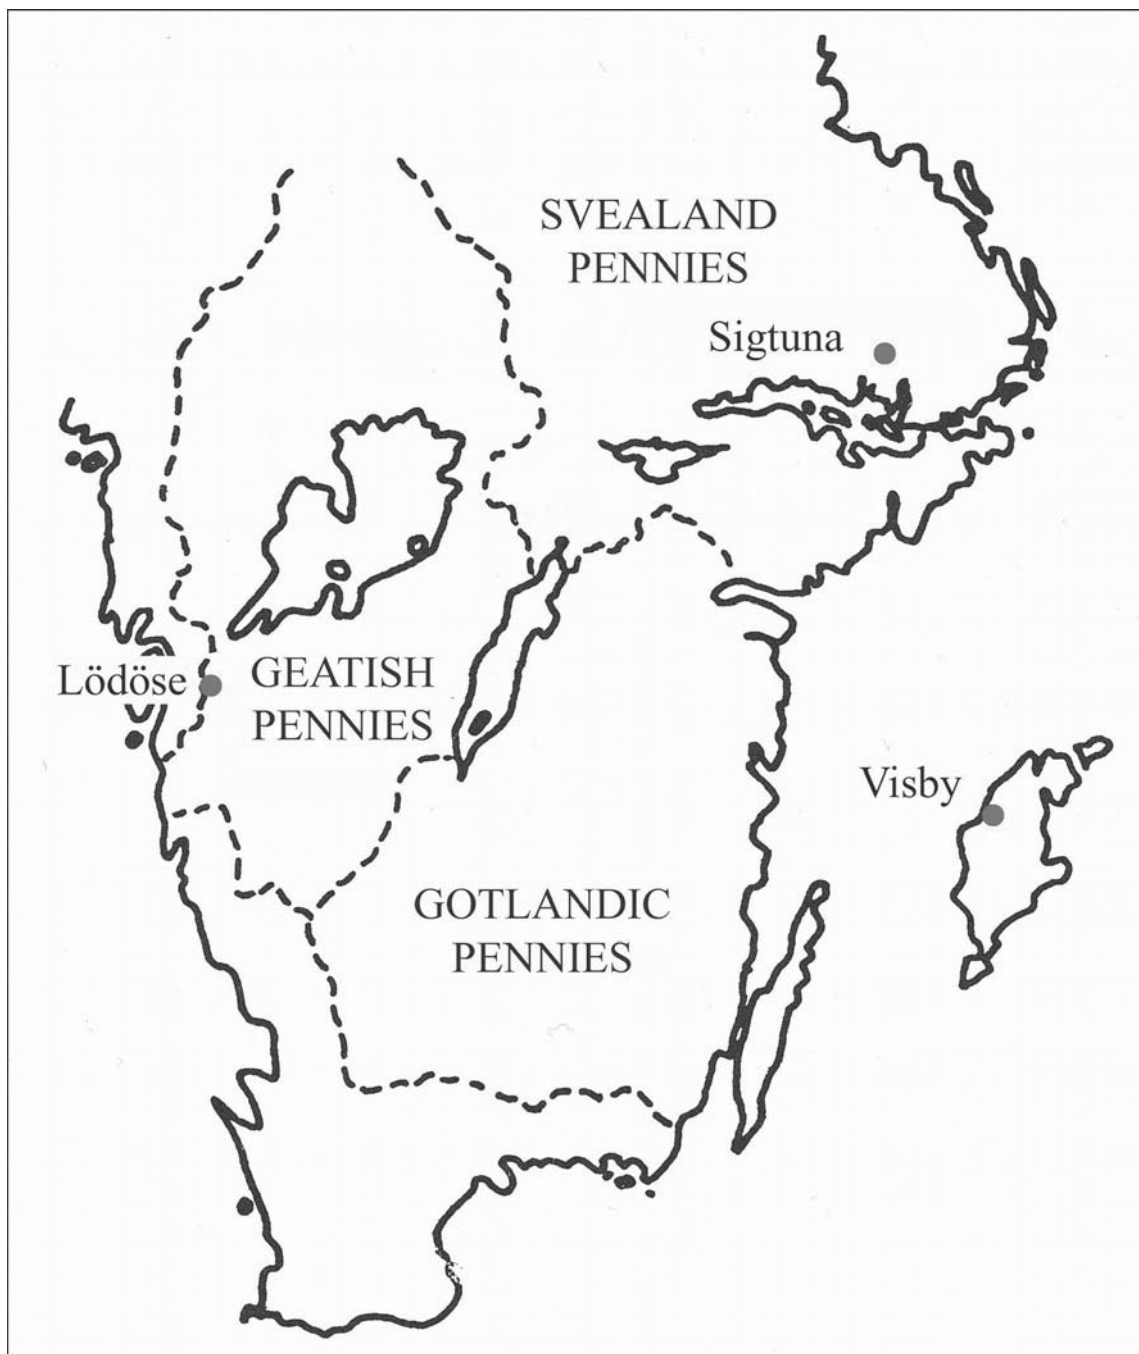 SVEALAND
PENNIES
Sigtuna
Lödöse
GEATISH
PENNIES
Visby
GOTLANDIC
PENNIES